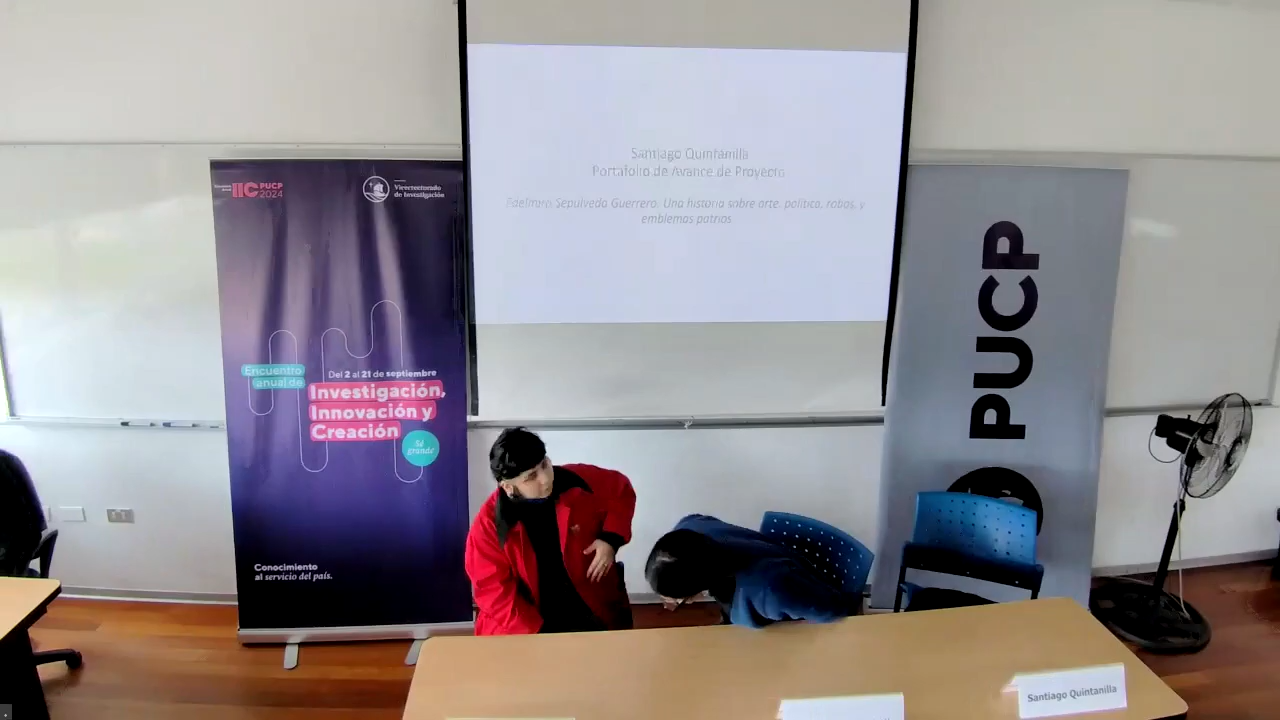 IIC PUCP
2024
Vicerrectorado
de Investigación
Encuentro
anual de
Del 2 al 21 de septiembre
Investigación,
Innovación y
Creación
Sé
grande
Conocimiento
al servicio del país.
Santiago Quintanilla
Portafolio de Avance de Proyecto
Sepúlveda Guerrero. Una historia sobre arte, política, robos, y
emblemas patrios
PUCP
Santiago Quintanilla